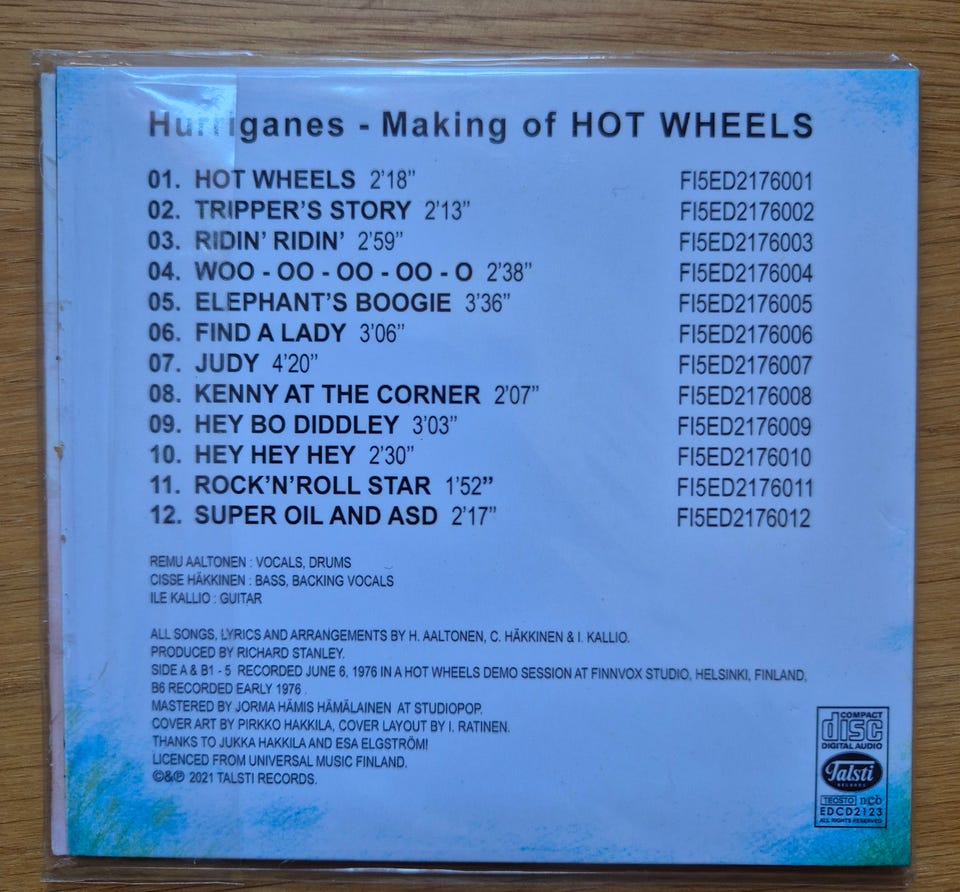 Hurriganes - Making of HOT WHEELS
01. HOT WHEELS 2'18" FI5ED2176001
02. TRIPPER'S STORY 2'13" FI5ED2176002
03. RIDIN' RIDIN' 2'59" FI5ED2176003
04. WOO - OO - OO - OO - O 2'38" FI5ED2176004
05. ELEPHANT'S BOOGIE 3'36" FI5ED2176005
06. FIND A LADY 3'06" FI5ED2176006
07. JUDY 4'20" FI5ED2176007
08. KENNY AT THE CORNER 2'07" FI5ED2176008
09. HEY BO DIDDLEY 3'03" FI5ED2176009
10. HEY HEY HEY 2'30" FI5ED2176010
11. ROCK'N'ROLL STAR 1'52" FI5ED2176011
12. SUPER OIL AND ASD 2'17" FI5ED2176012
REMU AALTONEN : VOCALS, DRUMS
CISSE HÄKKINEN : BASS, BACKING VOCALS
ILE KALLIO : GUITAR
ALL SONGS, LYRICS AND ARRANGEMENTS BY H. AALTONEN, C. HÄKKINEN & I. KALLIO.
PRODUCED BY RICHARD STANLEY.
SIDE A & B1 - 5 RECORDED JUNE 6, 1976 IN A HOT WHEELS DEMO SESSION AT FINNVOX STUDIO, HELSINKI, FINLAND,
B6 RECORDED EARLY 1976 .
MASTERED BY JORMA HÄMIS HÄMÄLAINEN AT STUDIOPOP.
COVER ART BY PIRKKO HAKKILA, COVER LAYOUT BY I. RATINEN.
THANKS TO JUKKA HAKKILA AND ESA ELGSTRÖM!
LICENCED FROM UNIVERSAL MUSIC FINLAND.
©&℗ 2021 TALSTI RECORDS.
COMPACT
disc
DIGITAL AUDIO
Talsti
RECORDS
TEOSTO ncb
EDCD2123
ALL RIGHTS RESERVED